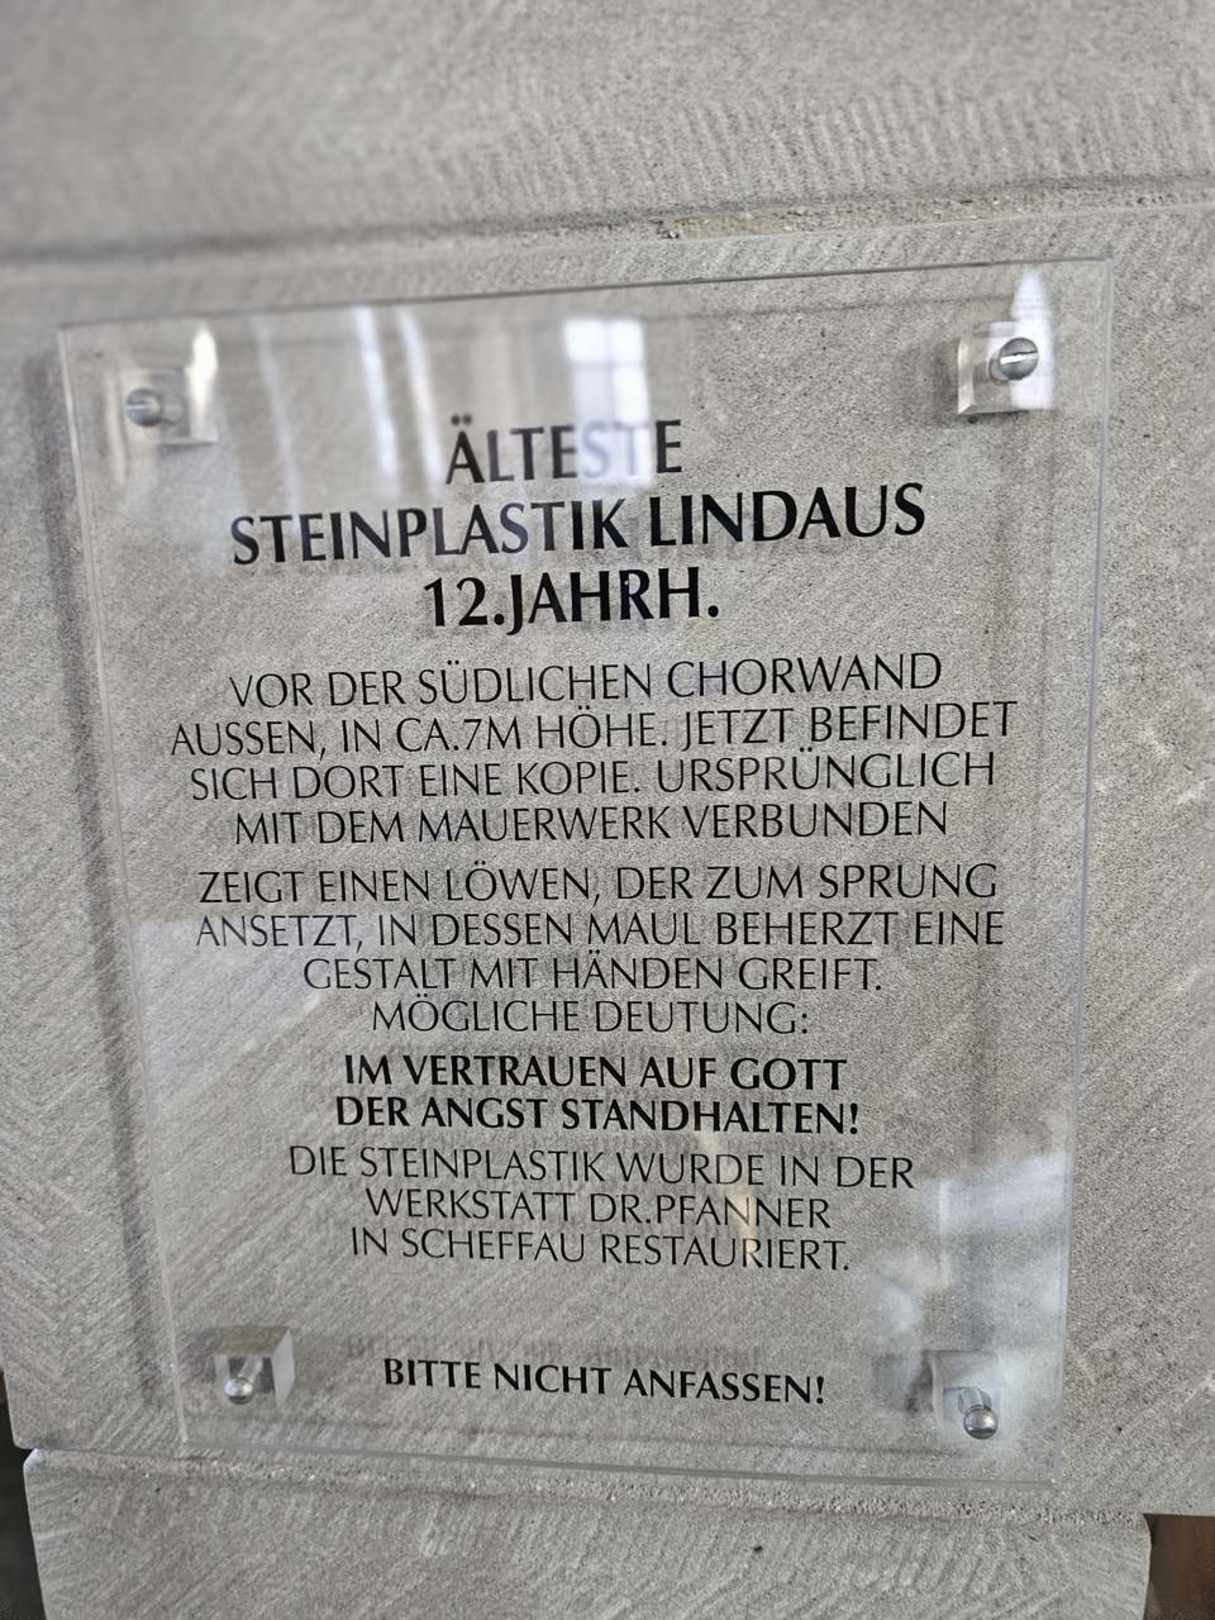 ÄLTESTE
STEINPLASTIK LINDAUS
12.JAHRH.
VOR DER SÜDLICHEN CHORWAND
AUSSEN, IN CA.7M HÖHE. JETZT BEFINDET
SICH DORT EINE KOPIE. URSPRÜNGLICH
MIT DEM MAUERWERK VERBUNDEN
ZEIGT EINEN LÖWEN, DER ZUM SPRUNG
ANSETZT, IN DESSEN MAUL BEHERZT EINE
GESTALT MIT HÄNDEN GREIFT.
MÖGLICHE DEUTUNG:
IM VERTRAUEN AUF GOTT
DER ANGST STANDHALTEN!
DIE STEINPLASTIK WURDE IN DER
WERKSTATT DR.PFANNER
IN SCHEFFAU RESTAURIERT.
BITTE NICHT ANFASSEN!